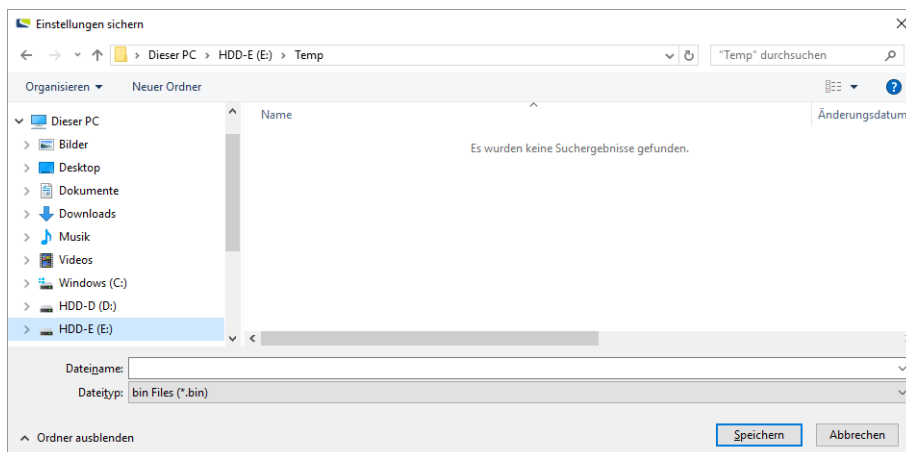 Einstellungen sichern
Dieser PC > HDD-E (E:) > Temp
"Temp" durchsuchen
Organisieren
Neuer Ordner
Name
Änderungsdatum
Es wurden keine Suchergebnisse gefunden.
Dieser PC
Bilder
Desktop
Dokumente
Downloads
Musik
Videos
Windows (C:)
HDD-D (D:)
HDD-E (E:)
Dateiname:
Dateityp: bin Files (*.bin)
Ordner ausblenden
Speichern
Abbrechen